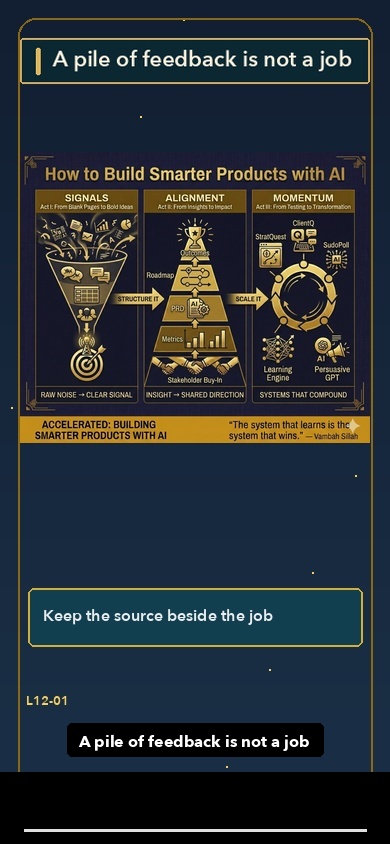 A pile of feedback is not a job
How to Build Smarter Products with AI
SIGNALS
Act I: From Blank Pages to Bold Ideas
RAW NOISE → CLEAR SIGNAL
STRUCTURE IT
ALIGNMENT
Act II: From Insights to Impact
Outcomes
Roadmap
PRD
AI
Metrics
Stakeholder Buy-In
INSIGHT → SHARED DIRECTION
SCALE IT
MOMENTUM
Act III: From Testing to Transformation
ClientQ
StratQuest
SudoPoll
AI
Learning
Engine
AI
Persuasive
GPT
SYSTEMS THAT COMPOUND
ACCELERATED: BUILDING
SMARTER PRODUCTS WITH AI
“The system that learns is the
system that wins.” — Vambah Sillah
Keep the source beside the job
L12-01
A pile of feedback is not a job